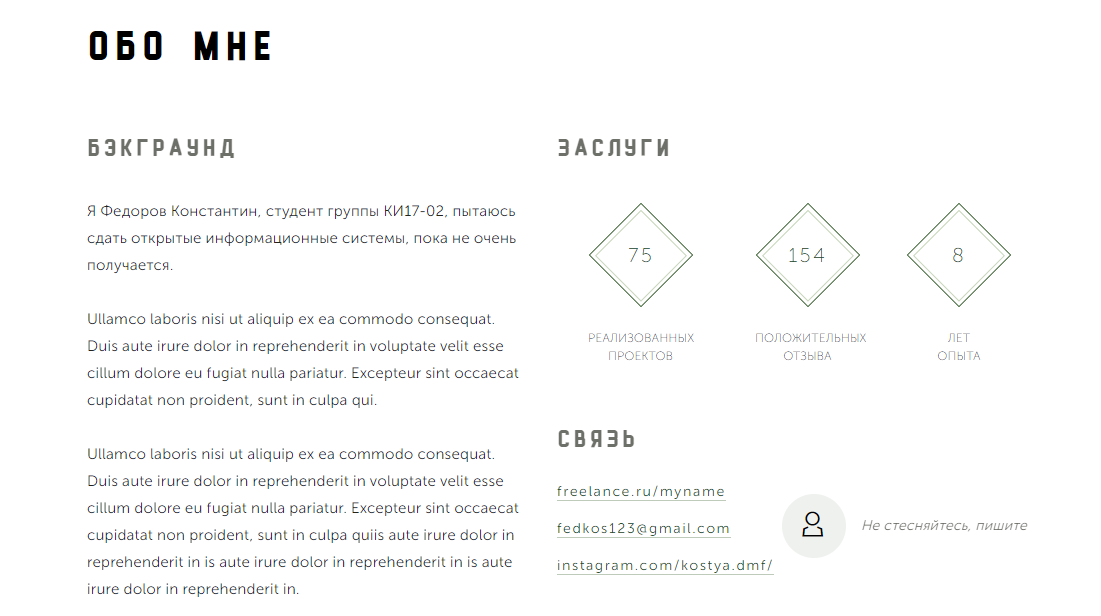 ОБО МНЕ
БЭКГРАУНД
Я Федоров Константин, студент группы КИ17-02, пытаюсь
сдать открытые информационные системы, пока не очень
получается.
Ullamco laboris nisi ut aliquip ex ea commodo consequat.
Duis aute irure dolor in reprehenderit in voluptate velit esse
cillum dolore eu fugiat nulla pariatur. Excepteur sint occaecat
cupidatat non proident, sunt in culpa qui.
Ullamco laboris nisi ut aliquip ex ea commodo consequat.
Duis aute irure dolor in reprehenderit in voluptate velit esse
cillum dolore eu fugiat nulla pariatur. Excepteur sint occaecat
cupidatat non proident, sunt in culpa quiis aute irure dolor in
reprehenderit in is aute irure dolor in reprehenderit in is aute
irure dolor in reprehenderit in.
ЗАСЛУГИ
75
РЕАЛИЗОВАННЫХ
ПРОЕКТОВ
154
ПОЛОЖИТЕЛЬНЫХ
ОТЗЫВА
8
ЛЕТ
ОПЫТА
СВЯЗЬ
freelance.ru/myname
fedkos123@gmail.com
instagram.com/kostya.dmf/
Не стесняйтесь, пишите